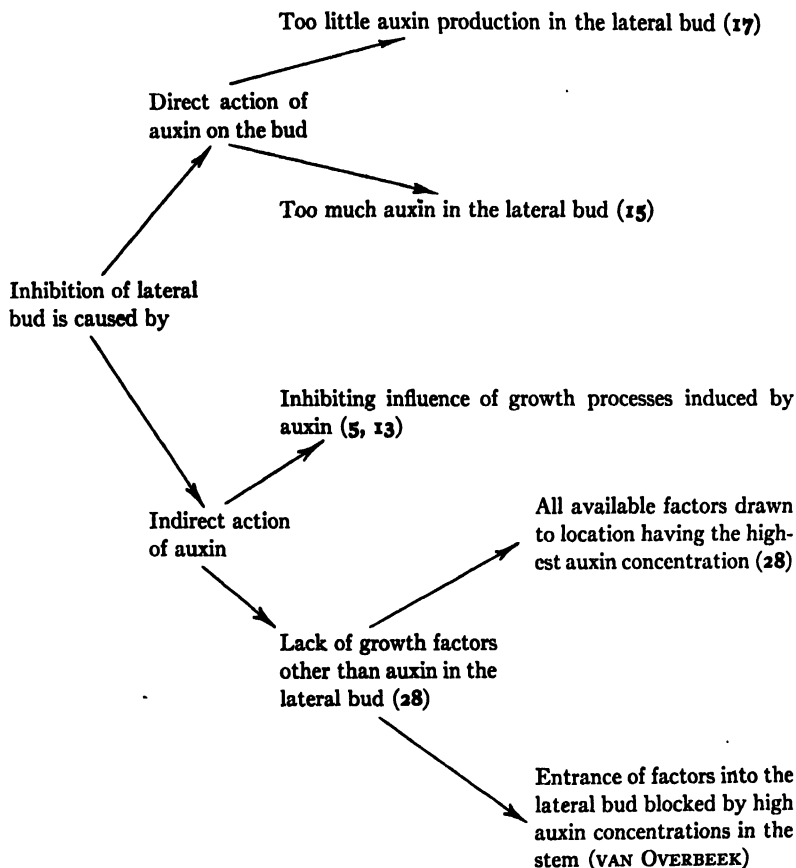 Too little auxin production in the lateral bud (17)
Direct action of
auxin on the bud
Too much auxin in the lateral bud (15)
Inhibition of lateral
bud is caused by
Inhibiting influence of growth processes induced by
auxin (5, 13)
Indirect action
of auxin
All available factors drawn
to location having the high-
est auxin concentration (28)
Lack of growth factors
other than auxin in the
lateral bud (28)
Entrance of factors into the
lateral bud blocked by high
auxin concentrations in the
stem (VAN OVERBEEK)